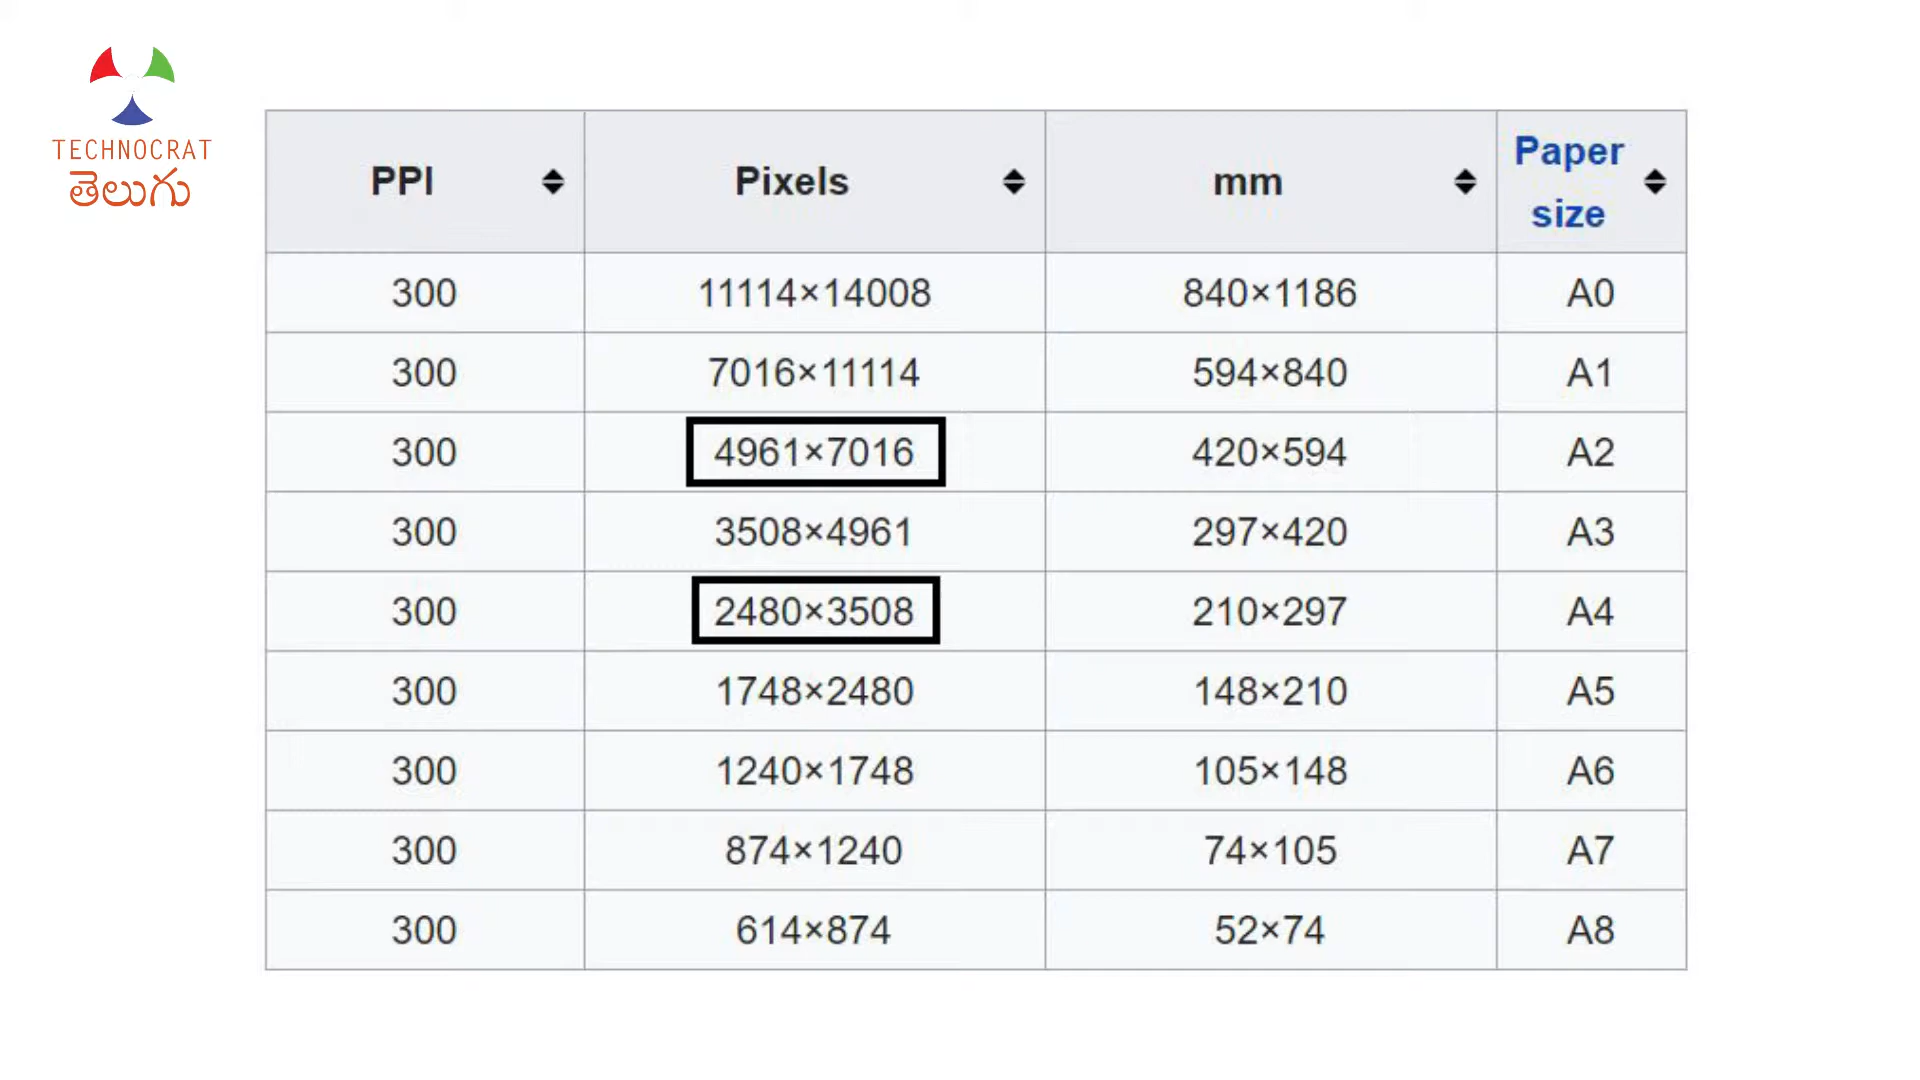 TECHNOCRAT
తెలుగు
PPI Pixels mm Paper size
300 11114×14008 840×1186 A0
300 7016×11114 594×840 A1
300 4961×7016 420×594 A2
300 3508×4961 297×420 A3
300 2480×3508 210×297 A4
300 1748×2480 148×210 A5
300 1240×1748 105×148 A6
300 874×1240 74×105 A7
300 614×874 52×74 A8